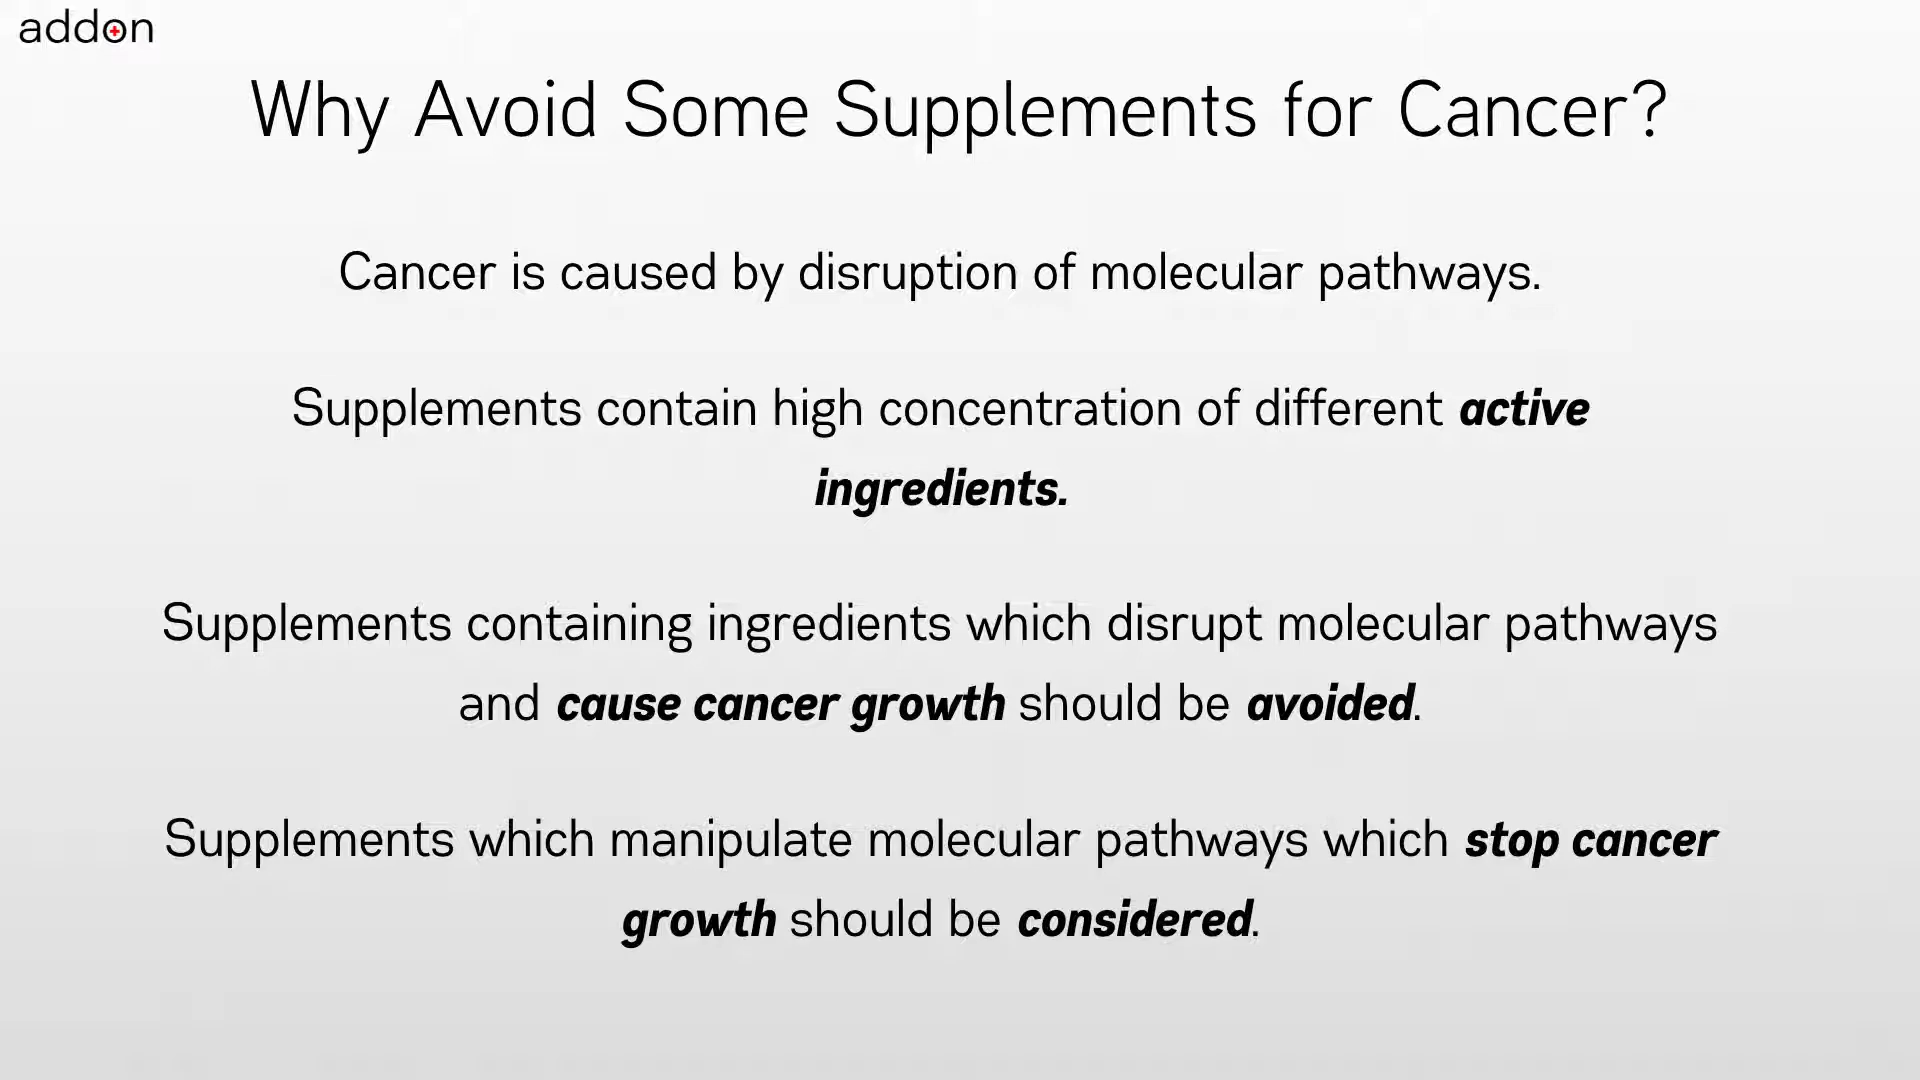 addon
Why Avoid Some Supplements for Cancer?
Cancer is caused by disruption of molecular pathways.
Supplements contain high concentration of different active
ingredients.
Supplements containing ingredients which disrupt molecular pathways
and cause cancer growth should be avoided.
Supplements which manipulate molecular pathways which stop cancer
growth should be considered.